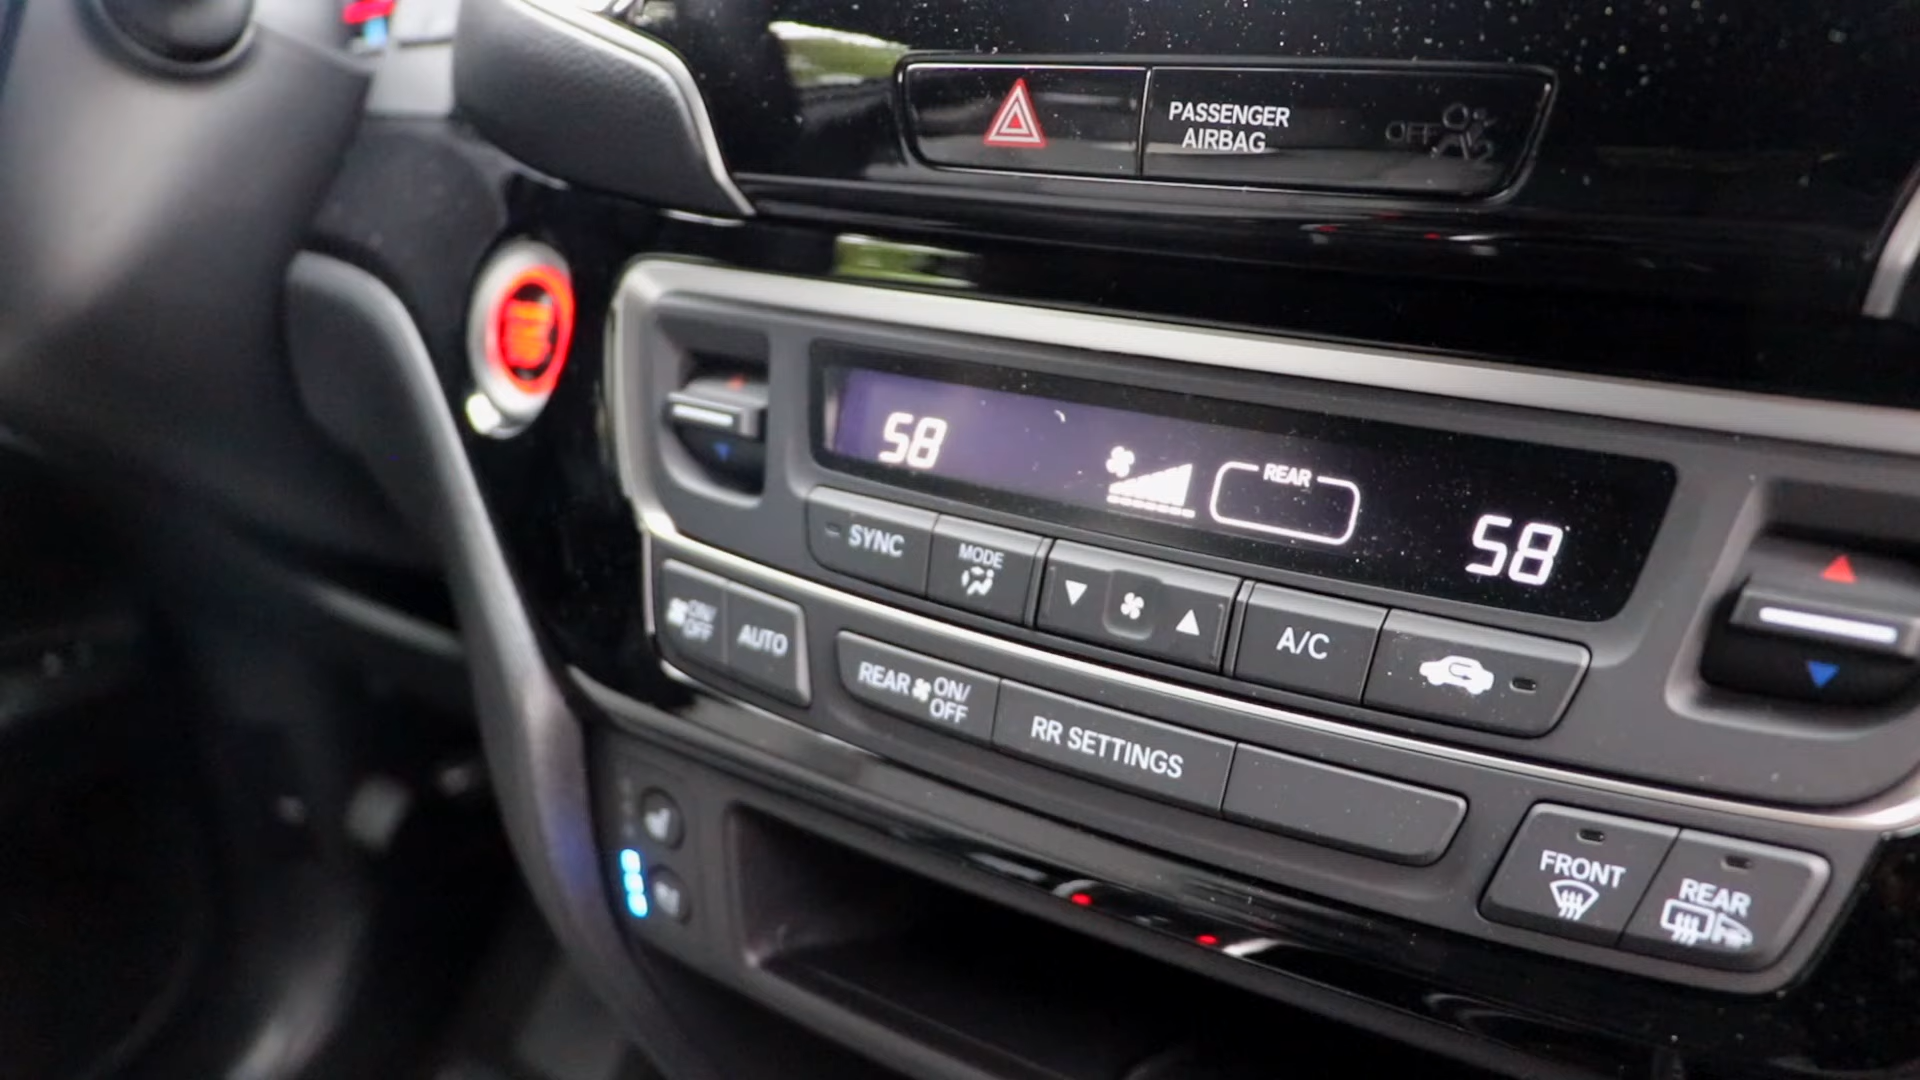 PASSENGER
AIRBAG
OFF
58
REAR
58
SYNC
MODE
ON/
OFF
AUTO
A/C
REAR
ON/
OFF
RR SETTINGS
FRONT
REAR